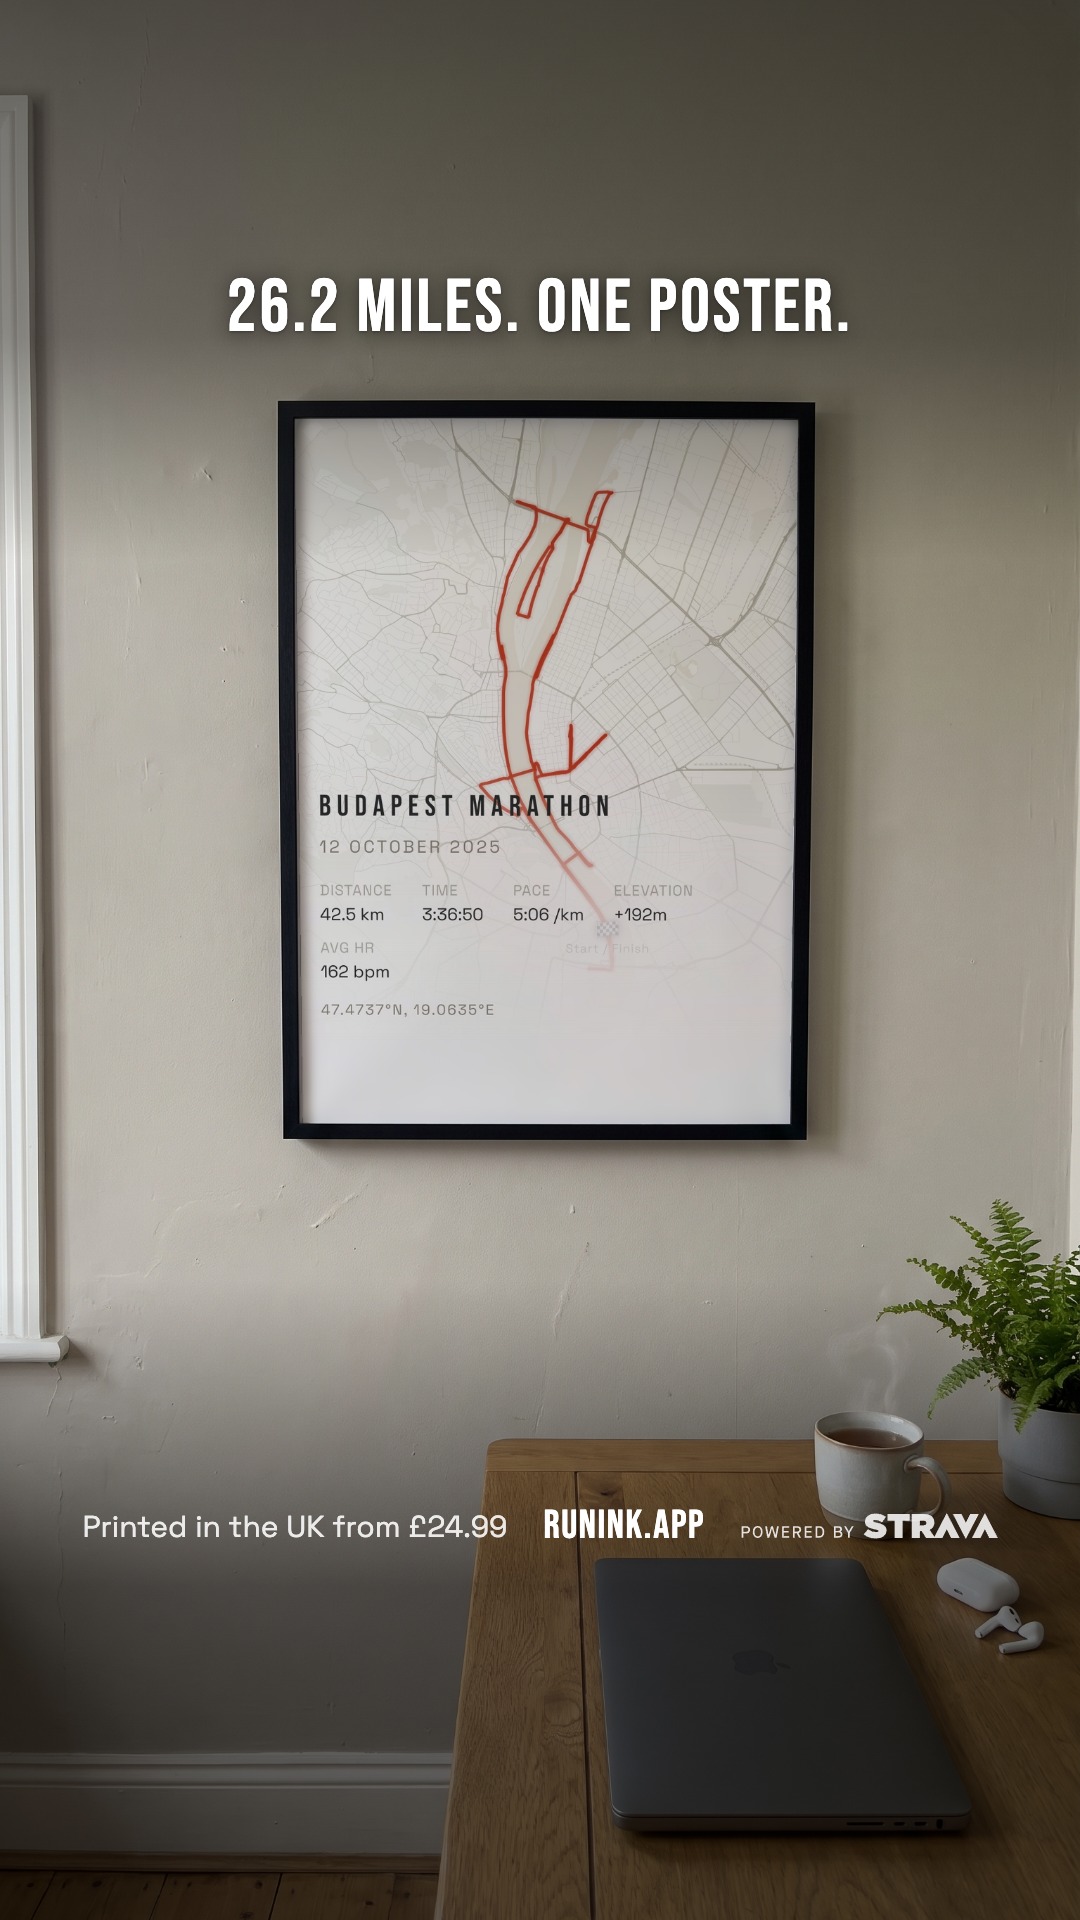 26.2 MILES. ONE POSTER.
BUDAPEST MARATHON
12 OCTOBER 2025
DISTANCE TIME PACE ELEVATION
42.5 km 3:36:50 5:06 /km +192m
AVG HR
Start / Finish
162 bpm
47.4737°N, 19.0635°E
Printed in the UK from £24.99 RUNINK.APP POWERED BY STRAVA